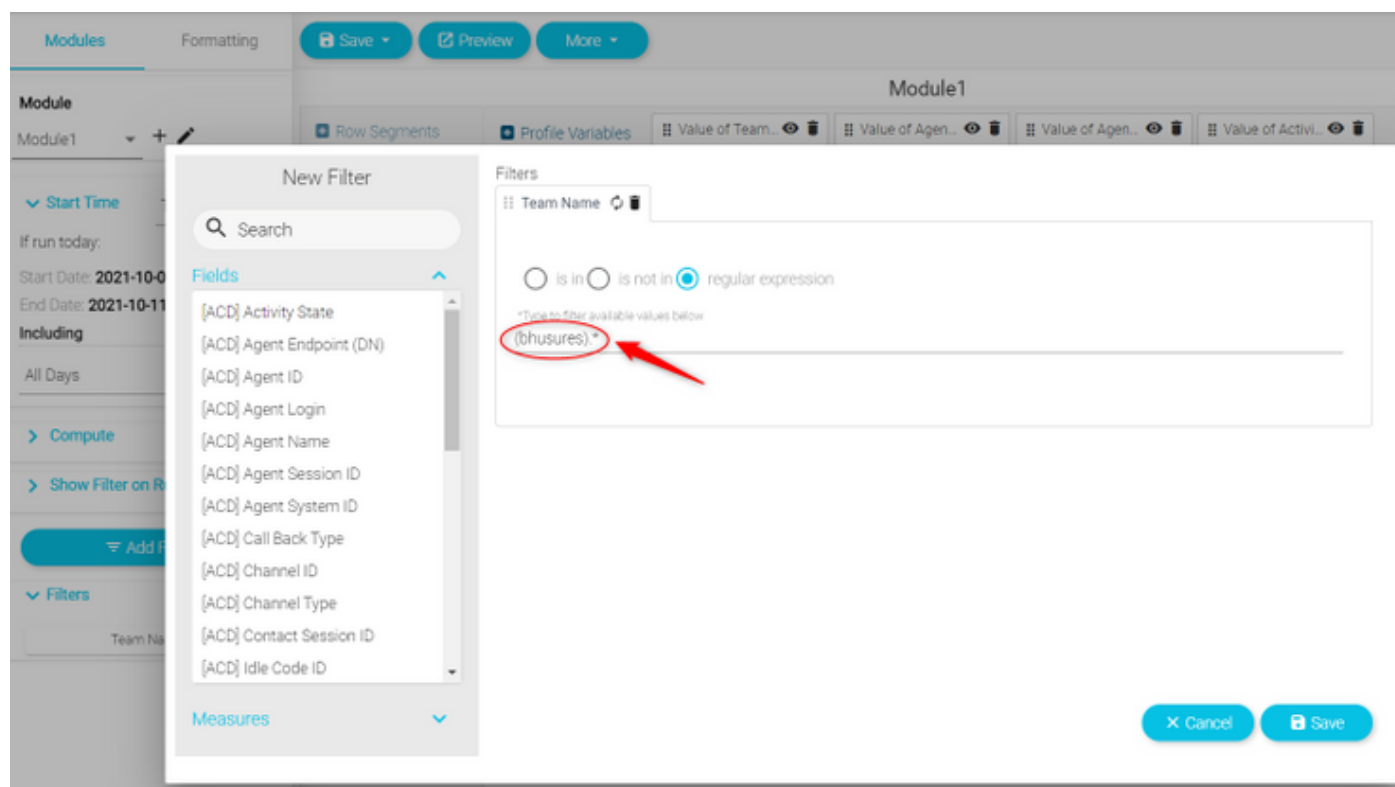 Modules Formatting Save Preview More
Module1
Module
Module1
Row Segments Profile Variables Value of Team... Value of Agen... Value of Agen... Value of Activi...
Start Time
If run today:
Start Date: 2021-10-0
End Date: 2021-10-11
Including
All Days
Compute
Show Filter on R
Add F
Filters
Team Na
New Filter
Search
Fields
[ACD] Activity State
[ACD] Agent Endpoint (DN)
[ACD] Agent ID
[ACD] Agent Login
[ACD] Agent Name
[ACD] Agent Session ID
[ACD] Agent System ID
[ACD] Call Back Type
[ACD] Channel ID
[ACD] Channel Type
[ACD] Contact Session ID
[ACD] Idle Code ID
Measures
Filters
Team Name
is in is not in regular expression
*Type to filter available values below
(bhusures).*
Cancel Save